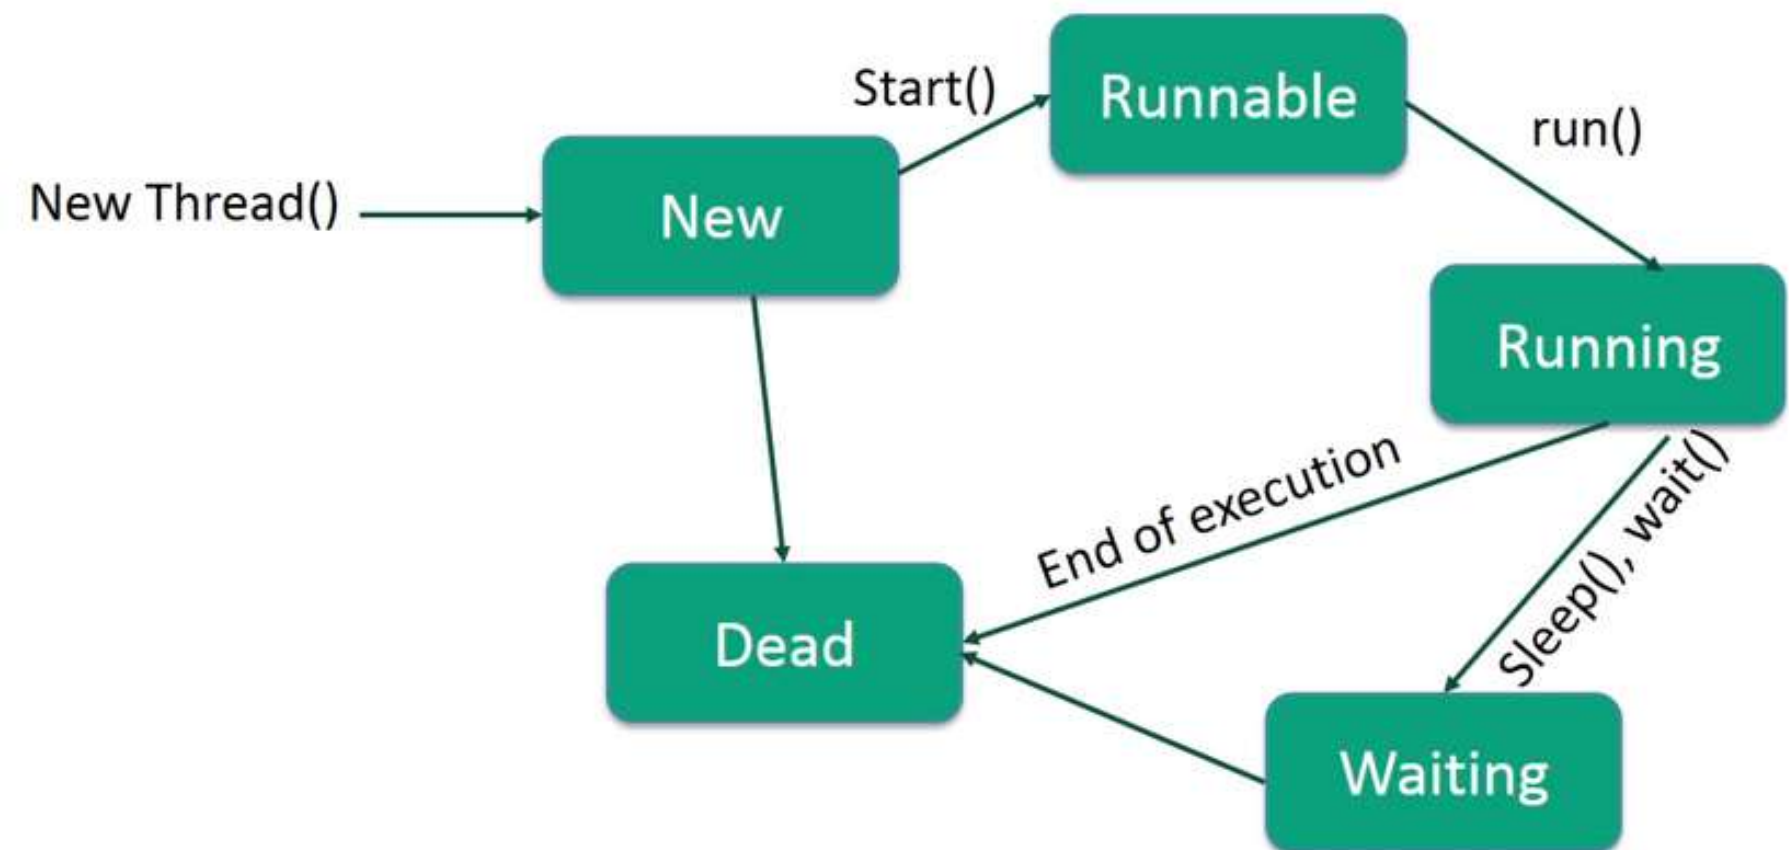 Start()
Runnable
run()
New Thread()
New
Running
End of execution
Sleep(), wait()
Dead
Waiting